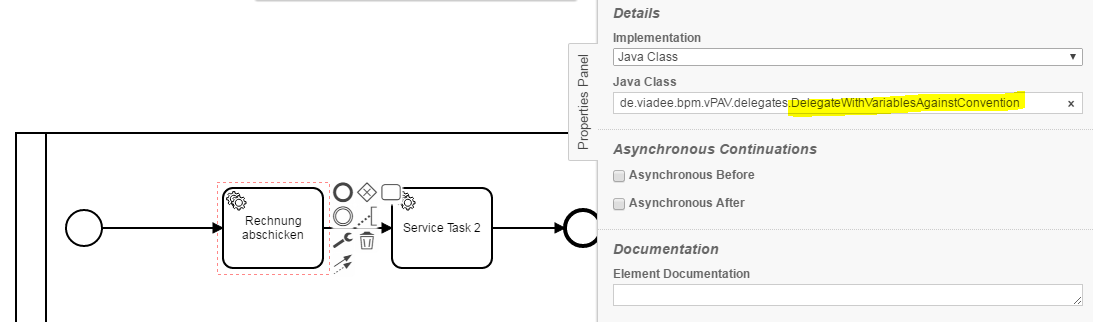 Rechnung
abschicken
Service Task 2
Properties Panel
Details
Implementation
Java Class
Java Class
de.viadee.bpm.vPAV.delegates.DelegateWithVariablesAgainstConvention
Asynchronous Continuations
Asynchronous Before
Asynchronous After
Documentation
Element Documentation